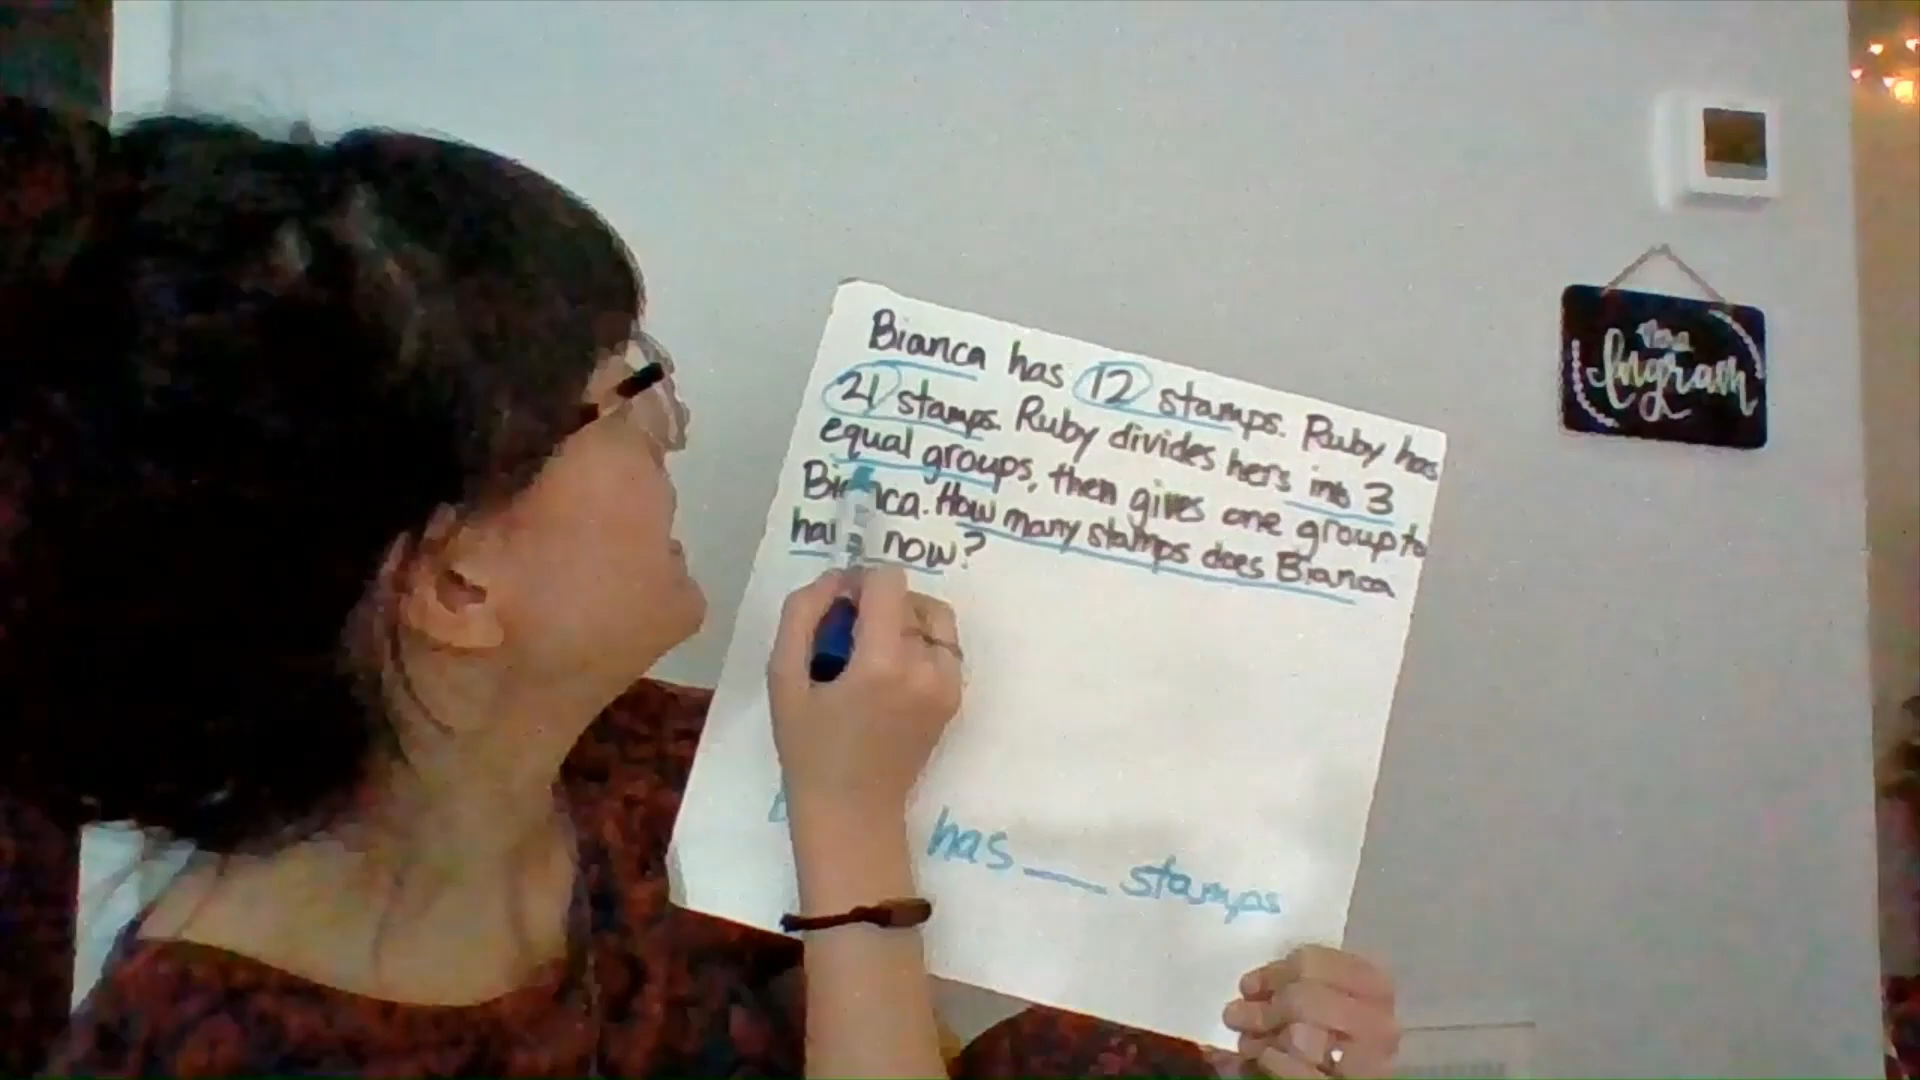 Bianca has 12 stamps. Ruby has
21 stamps. Ruby divides hers into 3
equal groups, then gives one group to
Bianca. How many stamps does Bianca
now?
has ___ stamps
Ingram